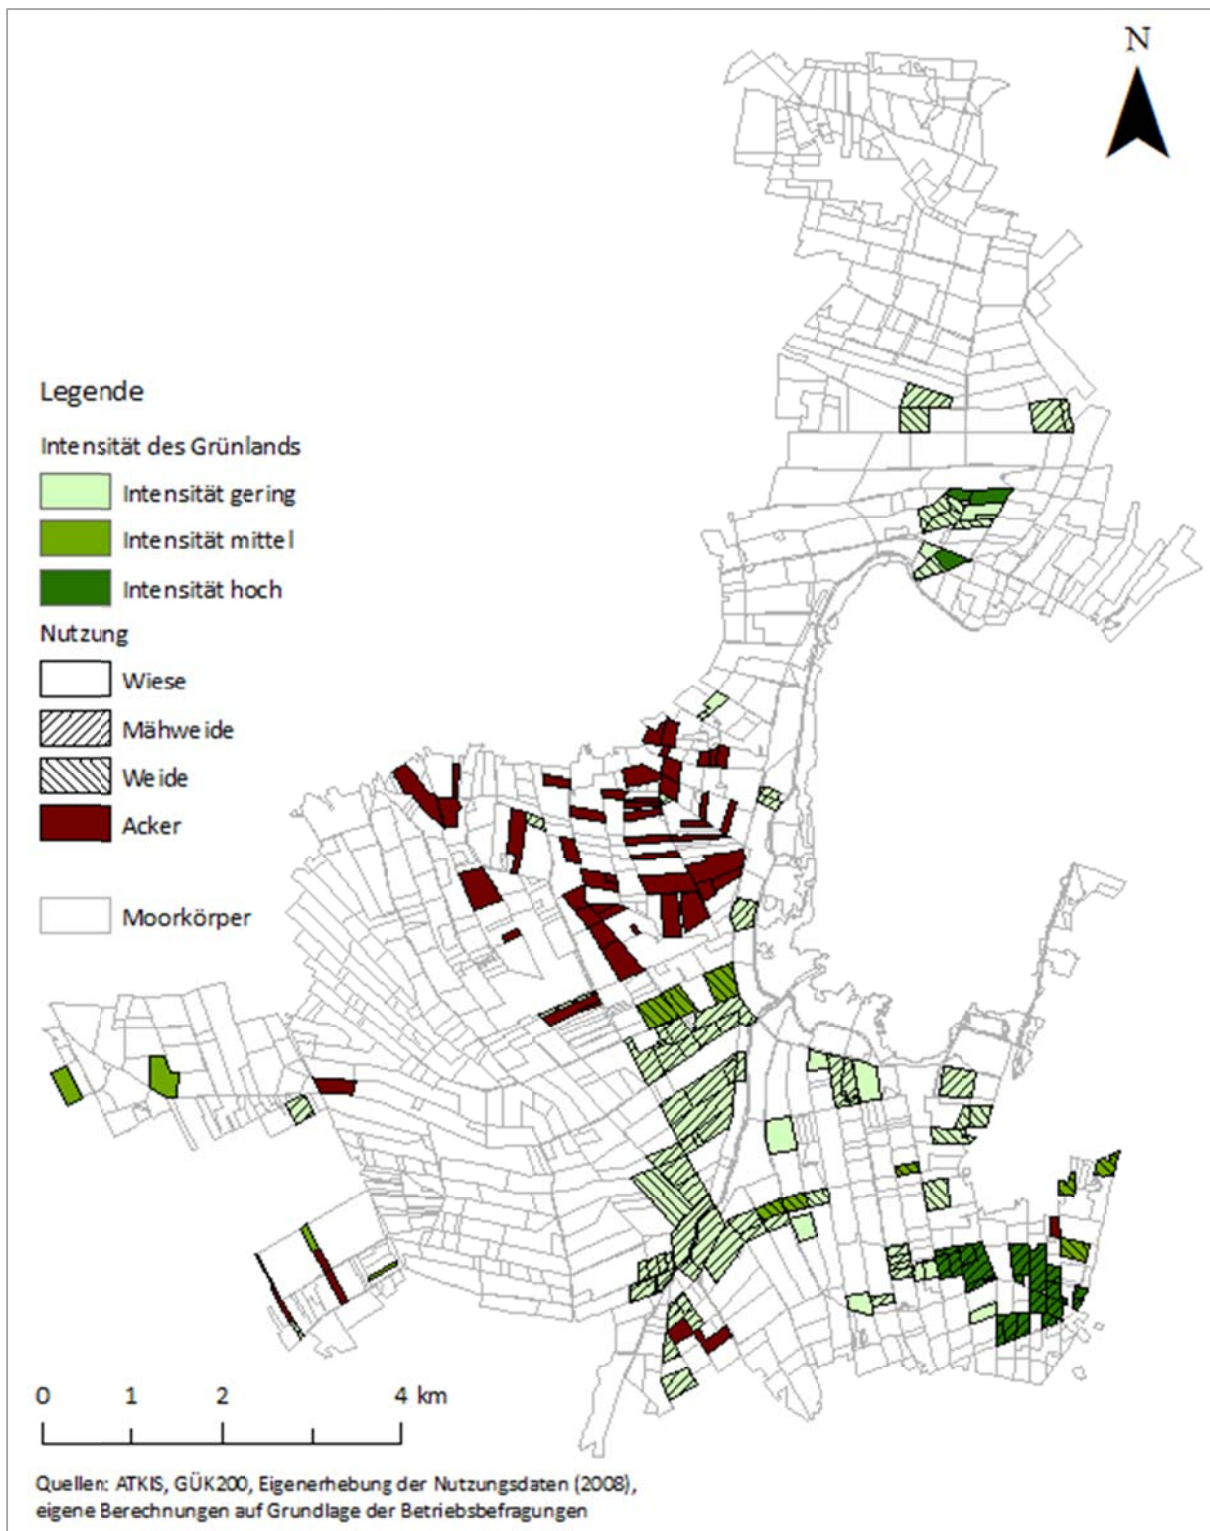 N
Legende
Intensität des Grünlands
Intensität gering
Intensität mittel
Intensität hoch
Nutzung
Wiese
Mähweide
Weide
Acker
Moorkörper
0 1 2 4 km
Quellen: ATKIS, GÜK200, Eigenerhebung der Nutzungsdaten (2008),
eigene Berechnungen auf Grundlage der Betriebsbefragungen